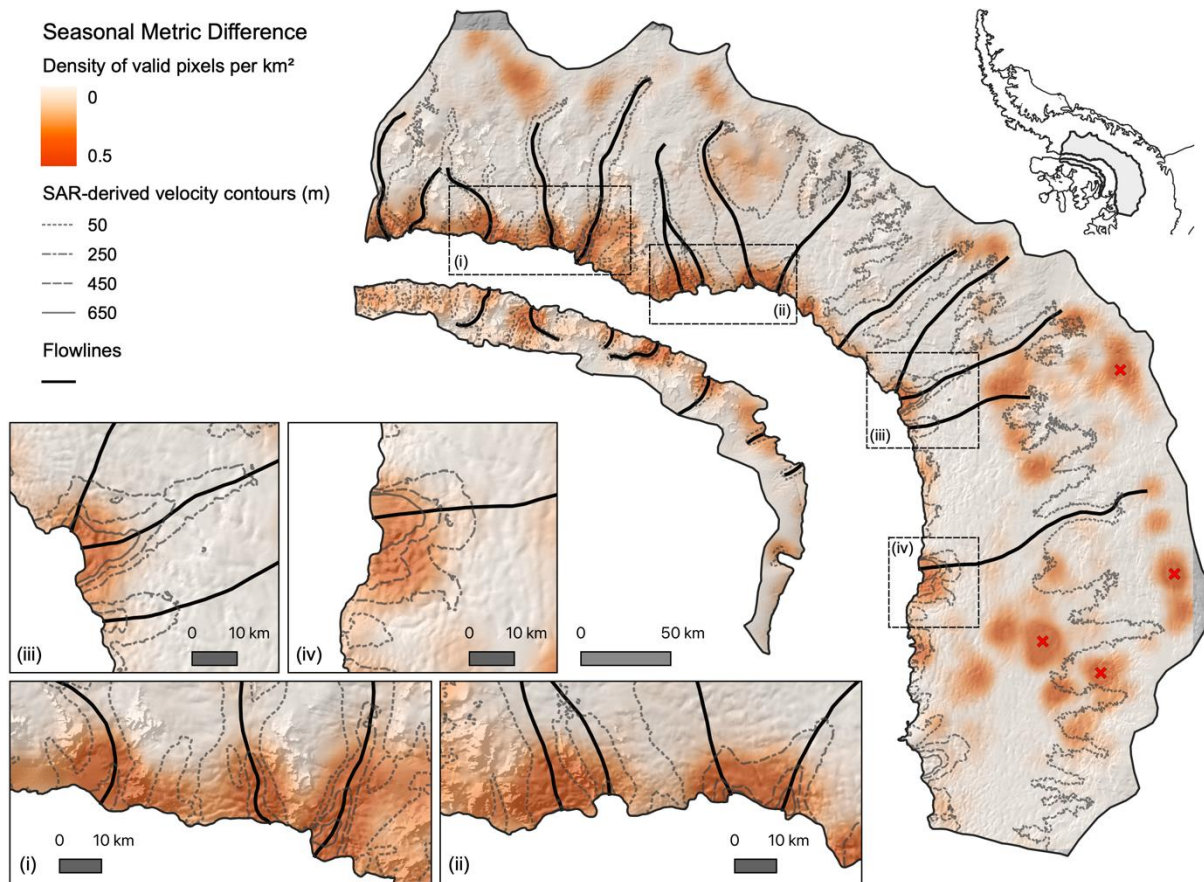 Seasonal Metric Difference
Density of valid pixels per km²
0
0.5
SAR-derived velocity contours (m)
50
250
450
650
Flowlines
(i)
(ii)
(iii)
(iv)
0 10 km
(iii)
0 10 km
(iv)
0 50 km
0 10 km
(i)
0 10 km
(ii)